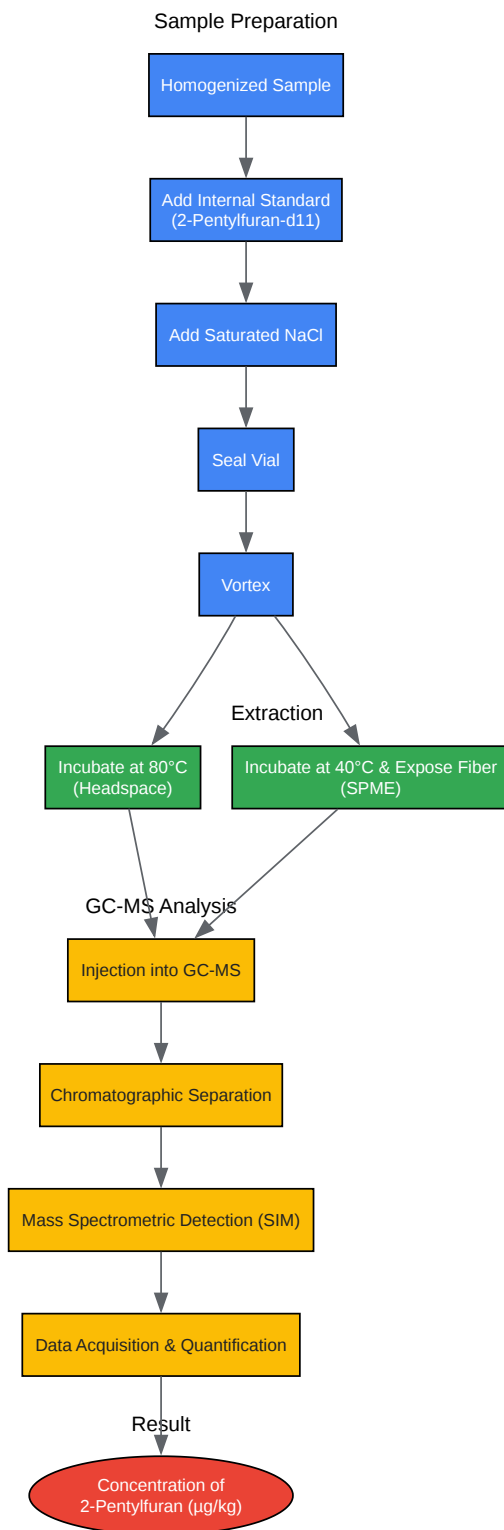 Sample Preparation
Homogenized Sample
Add Internal Standard
(2-Pentylfuran-d11)
Add Saturated NaCl
Seal Vial
Vortex
Extraction
Incubate at 80°C
(Headspace)
Incubate at 40°C & Expose Fiber
(SPME)
GC-MS Analysis
Injection into GC-MS
Chromatographic Separation
Mass Spectrometric Detection (SIM)
Data Acquisition & Quantification
Result
Concentration of
2-Pentylfuran (µg/kg)